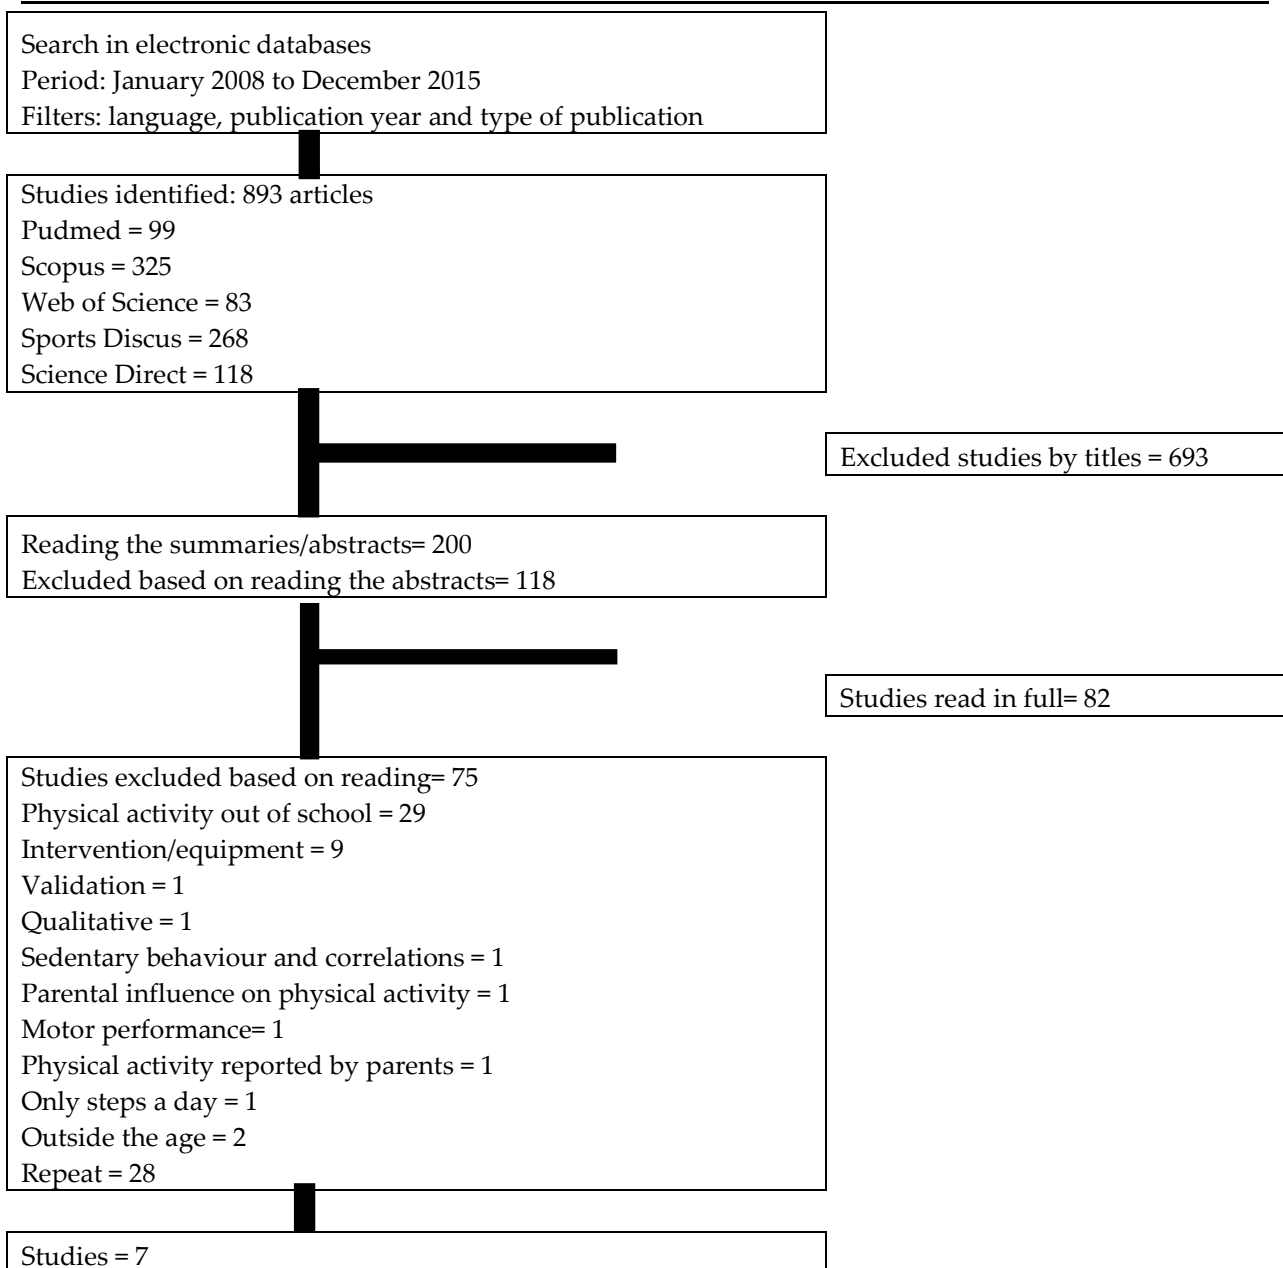 Search in electronic databases
Period: January 2008 to December 2015
Filters: language, publication year and type of publication
Studies identified: 893 articles
Pudmed = 99
Scopus = 325
Web of Science = 83
Sports Discus = 268
Science Direct = 118
Excluded studies by titles = 693
Reading the summaries/abstracts= 200
Excluded based on reading the abstracts= 118
Studies read in full= 82
Studies excluded based on reading= 75
Physical activity out of school = 29
Intervention/equipment = 9
Validation = 1
Qualitative = 1
Sedentary behaviour and correlations = 1
Parental influence on physical activity = 1
Motor performance= 1
Physical activity reported by parents = 1
Only steps a day = 1
Outside the age = 2
Repeat = 28
Studies = 7